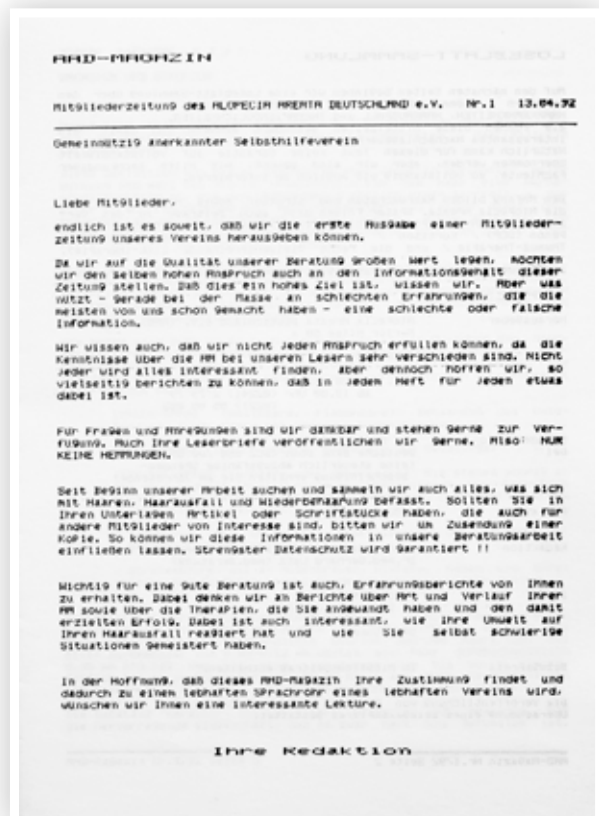 AAD-MAGAZIN
Mitgliederzeitung des ALOPECIA AREATA DEUTSCHLAND e.V. Nr.1 13.04.92
Gemeinnützig anerkannter Selbsthilfeverein
Liebe Mitglieder,
endlich ist es soweit, daß wir die erste Ausgabe einer Mitglieder-
zeitung unseres Vereins herausgeben können.
Da wir auf die Qualität unserer Beratung großen Wert legen, möchten
wir den selben hohen Anspruch auch an den Informationsgehalt dieser
Zeitung stellen. Daß dies ein hohes Ziel ist, wissen wir. Aber was
nützt - gerade bei der Masse an schlechten Erfahrungen, die die
meisten von uns schon gemacht haben - eine schlechte oder falsche
Information.
Wir wissen auch, daß wir nicht jeden Anspruch erfüllen können, da die
Kenntnisse über die AA bei unseren Lesern sehr verschieden sind. Nicht
jeder wird alles interessant finden, aber dennoch hoffen wir, so
vielseitig berichten zu können, daß in jedem Heft für jeden etwas
dabei ist.
Für Fragen und Anregungen sind wir dankbar und stehen gerne zur Ver-
fügung. Auch Ihre Leserbriefe veröffentlichen wir gerne. Also: NUR
KEINE HEMMUNGEN.
Seit Beginn unserer Arbeit suchen und sammeln wir auch alles, was sich
mit Haaren, Haarausfall und Wiederbehaarung befasst. Sollten Sie in
Ihren Unterlagen Artikel oder Schriftstücke haben, die auch für
andere Mitglieder von Interesse sind, bitten wir um Zusendung einer
Kopie. So können wir diese Informationen in unsere Beratungsarbeit
einfließen lassen. Strengster Datenschutz wird garantiert !!
Wichtig für eine gute Beratung ist auch, Erfahrungsberichte von Ihnen
zu erhalten. Dabei denken wir an Berichte über Art und Verlauf Ihrer
AA sowie über die Therapien, die Sie angewandt haben und den damit
erzielten Erfolg. Dabei ist auch interessant, wie Ihre Umwelt auf
Ihren Haarausfall reagiert hat und wie Sie selbst schwierige
Situationen gemeistert haben.
In der Hoffnung, daß dieses AAD-Magazin Ihre Zustimmung findet und
dadurch zu einem lebhaften Sprachrohr eines lebhaften Vereins wird,
wünschen wir Ihnen eine interessante Lektüre.
Ihre Redaktion